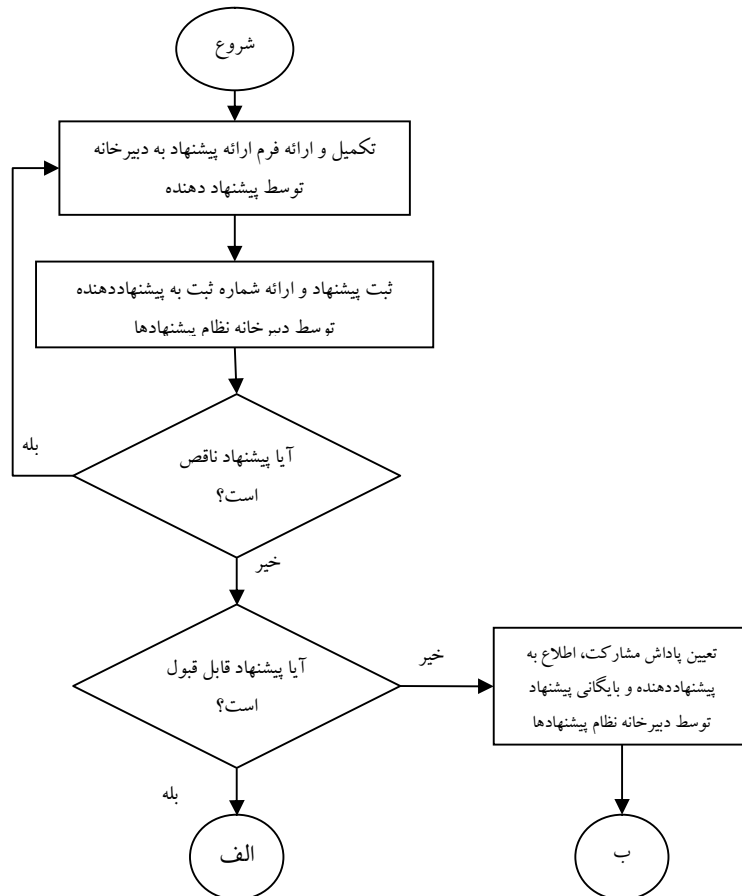 شروع
تکمیل و ارائه فرم ارائه پیشنهاد به دبیرخانه
توسط پیشنهاد دهنده
ثبت پیشنهاد و ارائه شماره ثبت به پیشنهاددهنده
توسط دبیرخانه نظام پیشنهادها
آیا پیشنهاد ناقص
است؟
بله
خیر
آیا پیشنهاد قابل قبول
است؟
خیر
تعیین پاداش مشارکت، اطلاع به
پیشنهاددهنده و بایگانی پیشنهاد
توسط دبیرخانه نظام پیشنهادها
بله
الف
ب